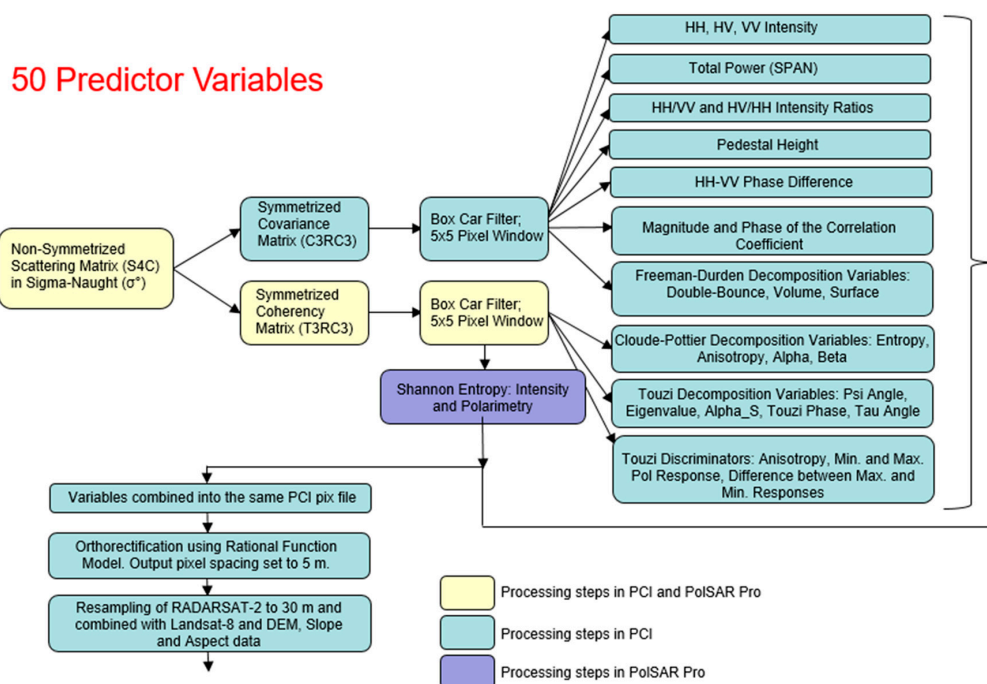 50 Predictor Variables
Non-Symmetrized
Scattering Matrix (S4C)
in Sigma-Naught (σ°)
Symmetrized
Covariance
Matrix (C3RC3)
Symmetrized
Coherency
Matrix (T3RC3)
Box Car Filter;
5x5 Pixel Window
Box Car Filter;
5x5 Pixel Window
Shannon Entropy: Intensity
and Polarimetry
HH, HV, VV Intensity
Total Power (SPAN)
HH/VV and HV/HH Intensity Ratios
Pedestal Height
HH-VV Phase Difference
Magnitude and Phase of the Correlation
Coefficient
Freeman-Durden Decomposition Variables:
Double-Bounce, Volume, Surface
Cloude-Pottier Decomposition Variables: Entropy,
Anisotropy, Alpha, Beta
Touzi Decomposition Variables: Psi Angle,
Eigenvalue, Alpha_S, Touzi Phase, Tau Angle
Touzi Discriminators: Anisotropy, Min. and Max.
Pol Response, Difference between Max. and
Min. Responses
Variables combined into the same PCI pix file
Orthorectification using Rational Function
Model. Output pixel spacing set to 5 m.
Resampling of RADARSAT-2 to 30 m and
combined with Landsat-8 and DEM, Slope
and Aspect data
Processing steps in PCI and PolSAR Pro
Processing steps in PCI
Processing steps in PolSAR Pro